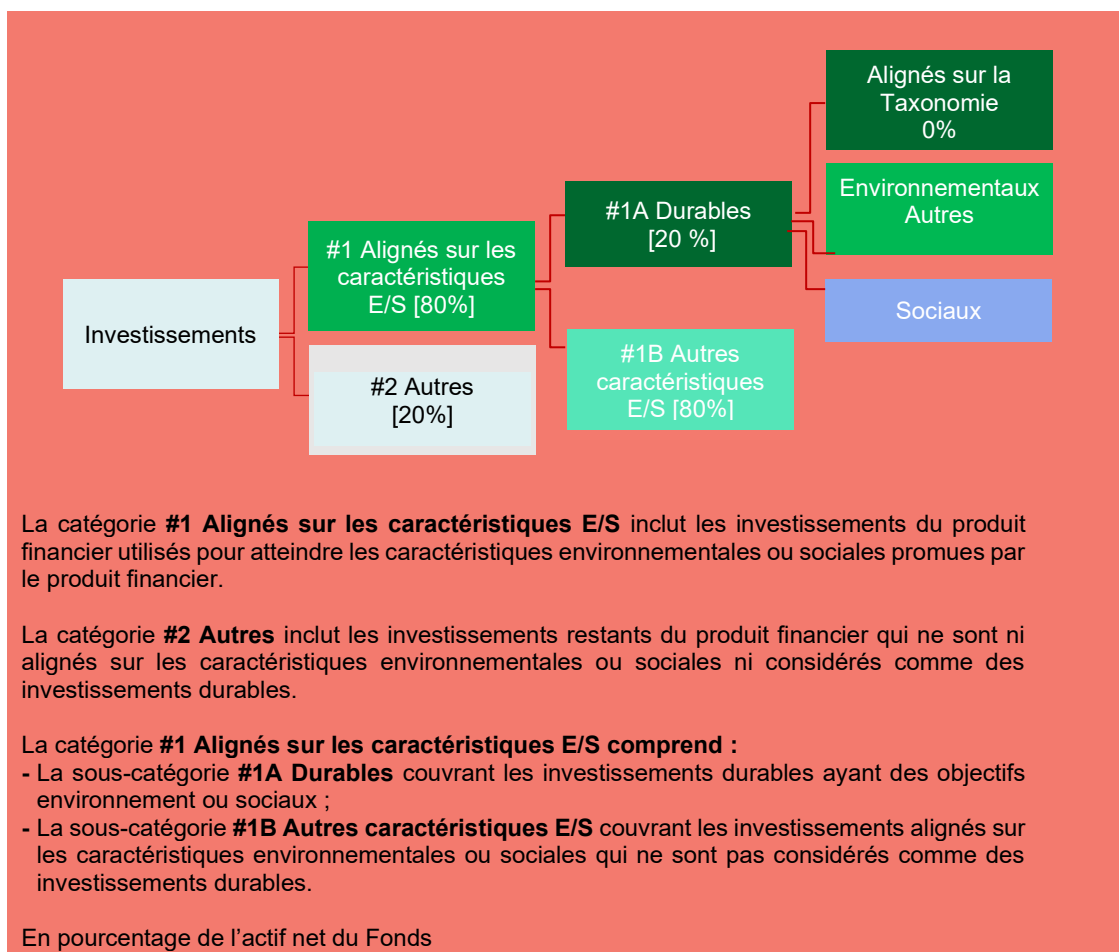 Investissements
#1 Alignés sur les
caractéristiques
E/S [80%]
#2 Autres
[20%]
#1A Durables
[20 %]
#1B Autres
caractéristiques
E/S [80%]
Alignés sur la
Taxonomie
0%
Environnementaux
Autres
Sociaux
La catégorie #1 Alignés sur les caractéristiques E/S inclut les investissements du produit
financier utilisés pour atteindre les caractéristiques environnementales ou sociales promues par
le produit financier.
La catégorie #2 Autres inclut les investissements restants du produit financier qui ne sont ni
alignés sur les caractéristiques environnementales ou sociales ni considérés comme des
investissements durables.
La catégorie #1 Alignés sur les caractéristiques E/S comprend :
- La sous-catégorie #1A Durables couvrant les investissements durables ayant des objectifs
environnement ou sociaux ;
- La sous-catégorie #1B Autres caractéristiques E/S couvrant les investissements alignés sur
les caractéristiques environnementales ou sociales qui ne sont pas considérés comme des
investissements durables.
En pourcentage de l'actif net du Fonds